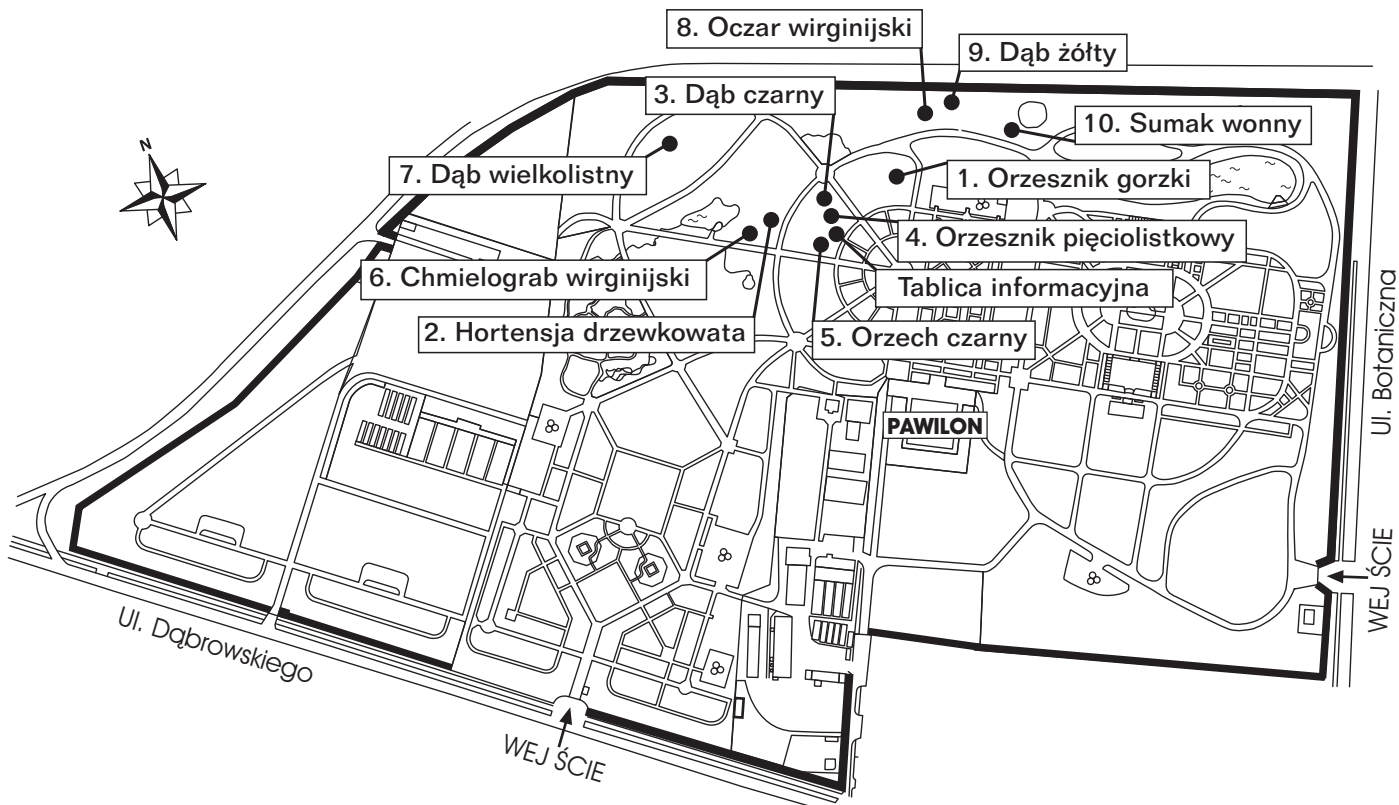 8. Oczar wirginijski
9. Dąb żółty
3. Dąb czarny
10. Sumak wonny
N
7. Dąb wielkolistny
1. Orzesznik gorzki
4. Orzesznik pięciolistkowy
6. Chmielograb wirginijski
Tablica informacyjna
2. Hortensja drzewkowata
5. Orzech czarny
Ul. Botaniczna
PAWILON
WEJ ŚCIE
Ul. Dąbrowskiego
WEJ ŚCIE